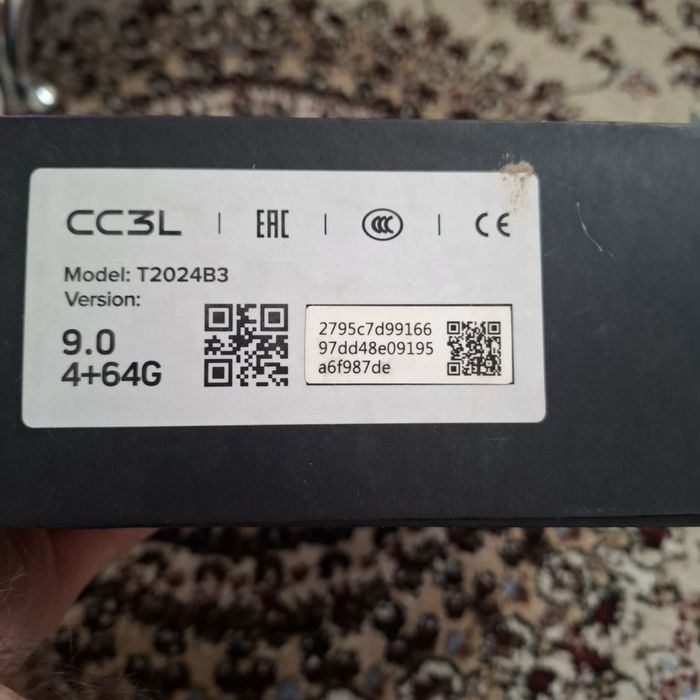 CC3L | EAC | CCC | CE
Model: T2024B3
Version:
9.0
4+64G
2795c7d99166
97dd48e09195
a6f987de